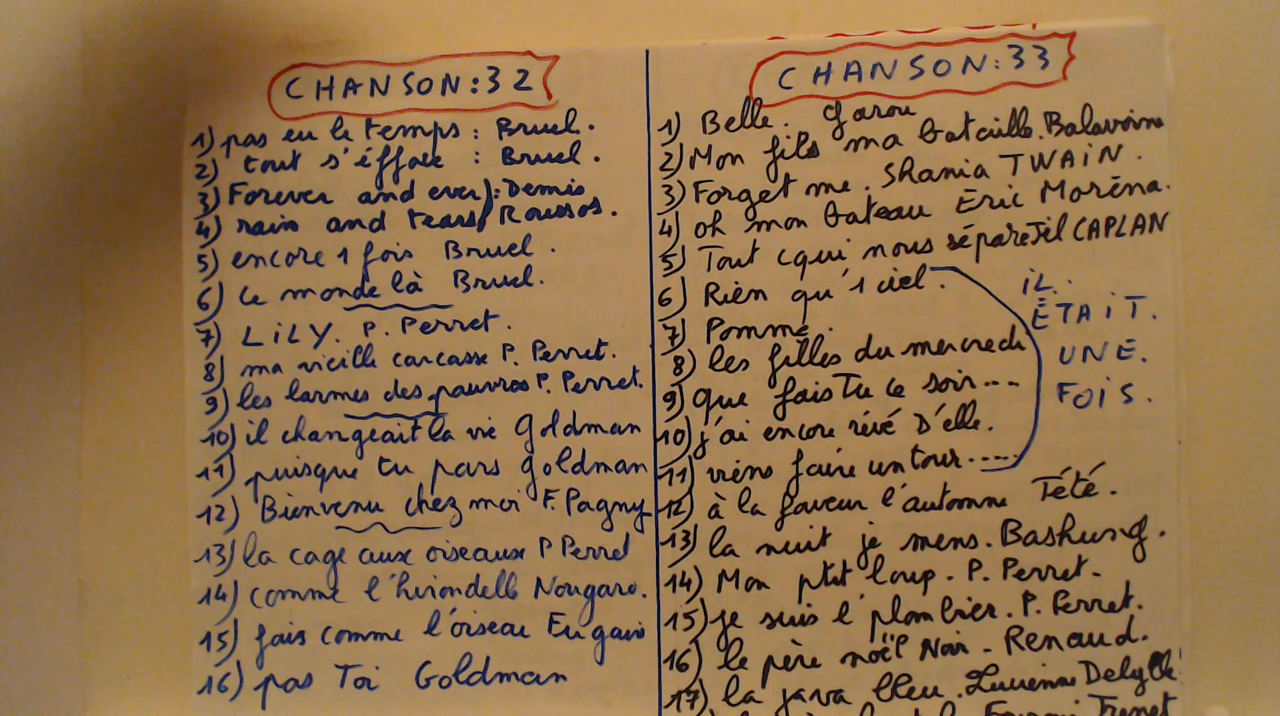 CHANSON:32
1) pas eu le temps : Bruel.
2) tout s'éfface : Bruel.
3) Forever and ever) : Demis
4) rain and tears) Roussos.
5) encore 1 fois Bruel.
6) Ce monde là Bruel.
7) LiLY. P. Perret.
8) ma vieille carcasse P. Perret.
9) les larmes des pauvres P. Perret.
10) il changeait la vie Goldman
11) puisque tu pars Goldman
12) Bienvenu chez moi F. Pagny
13) la cage aux oiseaux P Perret
14) comme l'hirondelle Nougaro.
15) fais comme l'oiseau Fugain
16) pas Toi Goldman
CHANSON:33
1) Belle. Garou
2) Mon fils ma bataille. Balavoine
3) Forget me. Shania TWAiN.
4) oh mon bateau Eric Moréna.
5) Tout cqui nous sépare Jil CAPLAN
6) Rien qu'1 ciel.
7) Pomme.
8) les filles du mercredi
9) que fais Tu ce soir....
10) j'ai encore rêvé D'elle.
11) viens faire un tour.....
iL..
ÉTAiT.
UNE.
FOiS.
12) à la faveur l'automne Tété.
13) la nuit je mens. Bashung.
14) Mon ptit loup. P. Perret.
15) je suis l'plombier. P. Perret.
16) le père noël Noir - Renaud.
17) la java bleu. Lucienne Delyle
Trenet